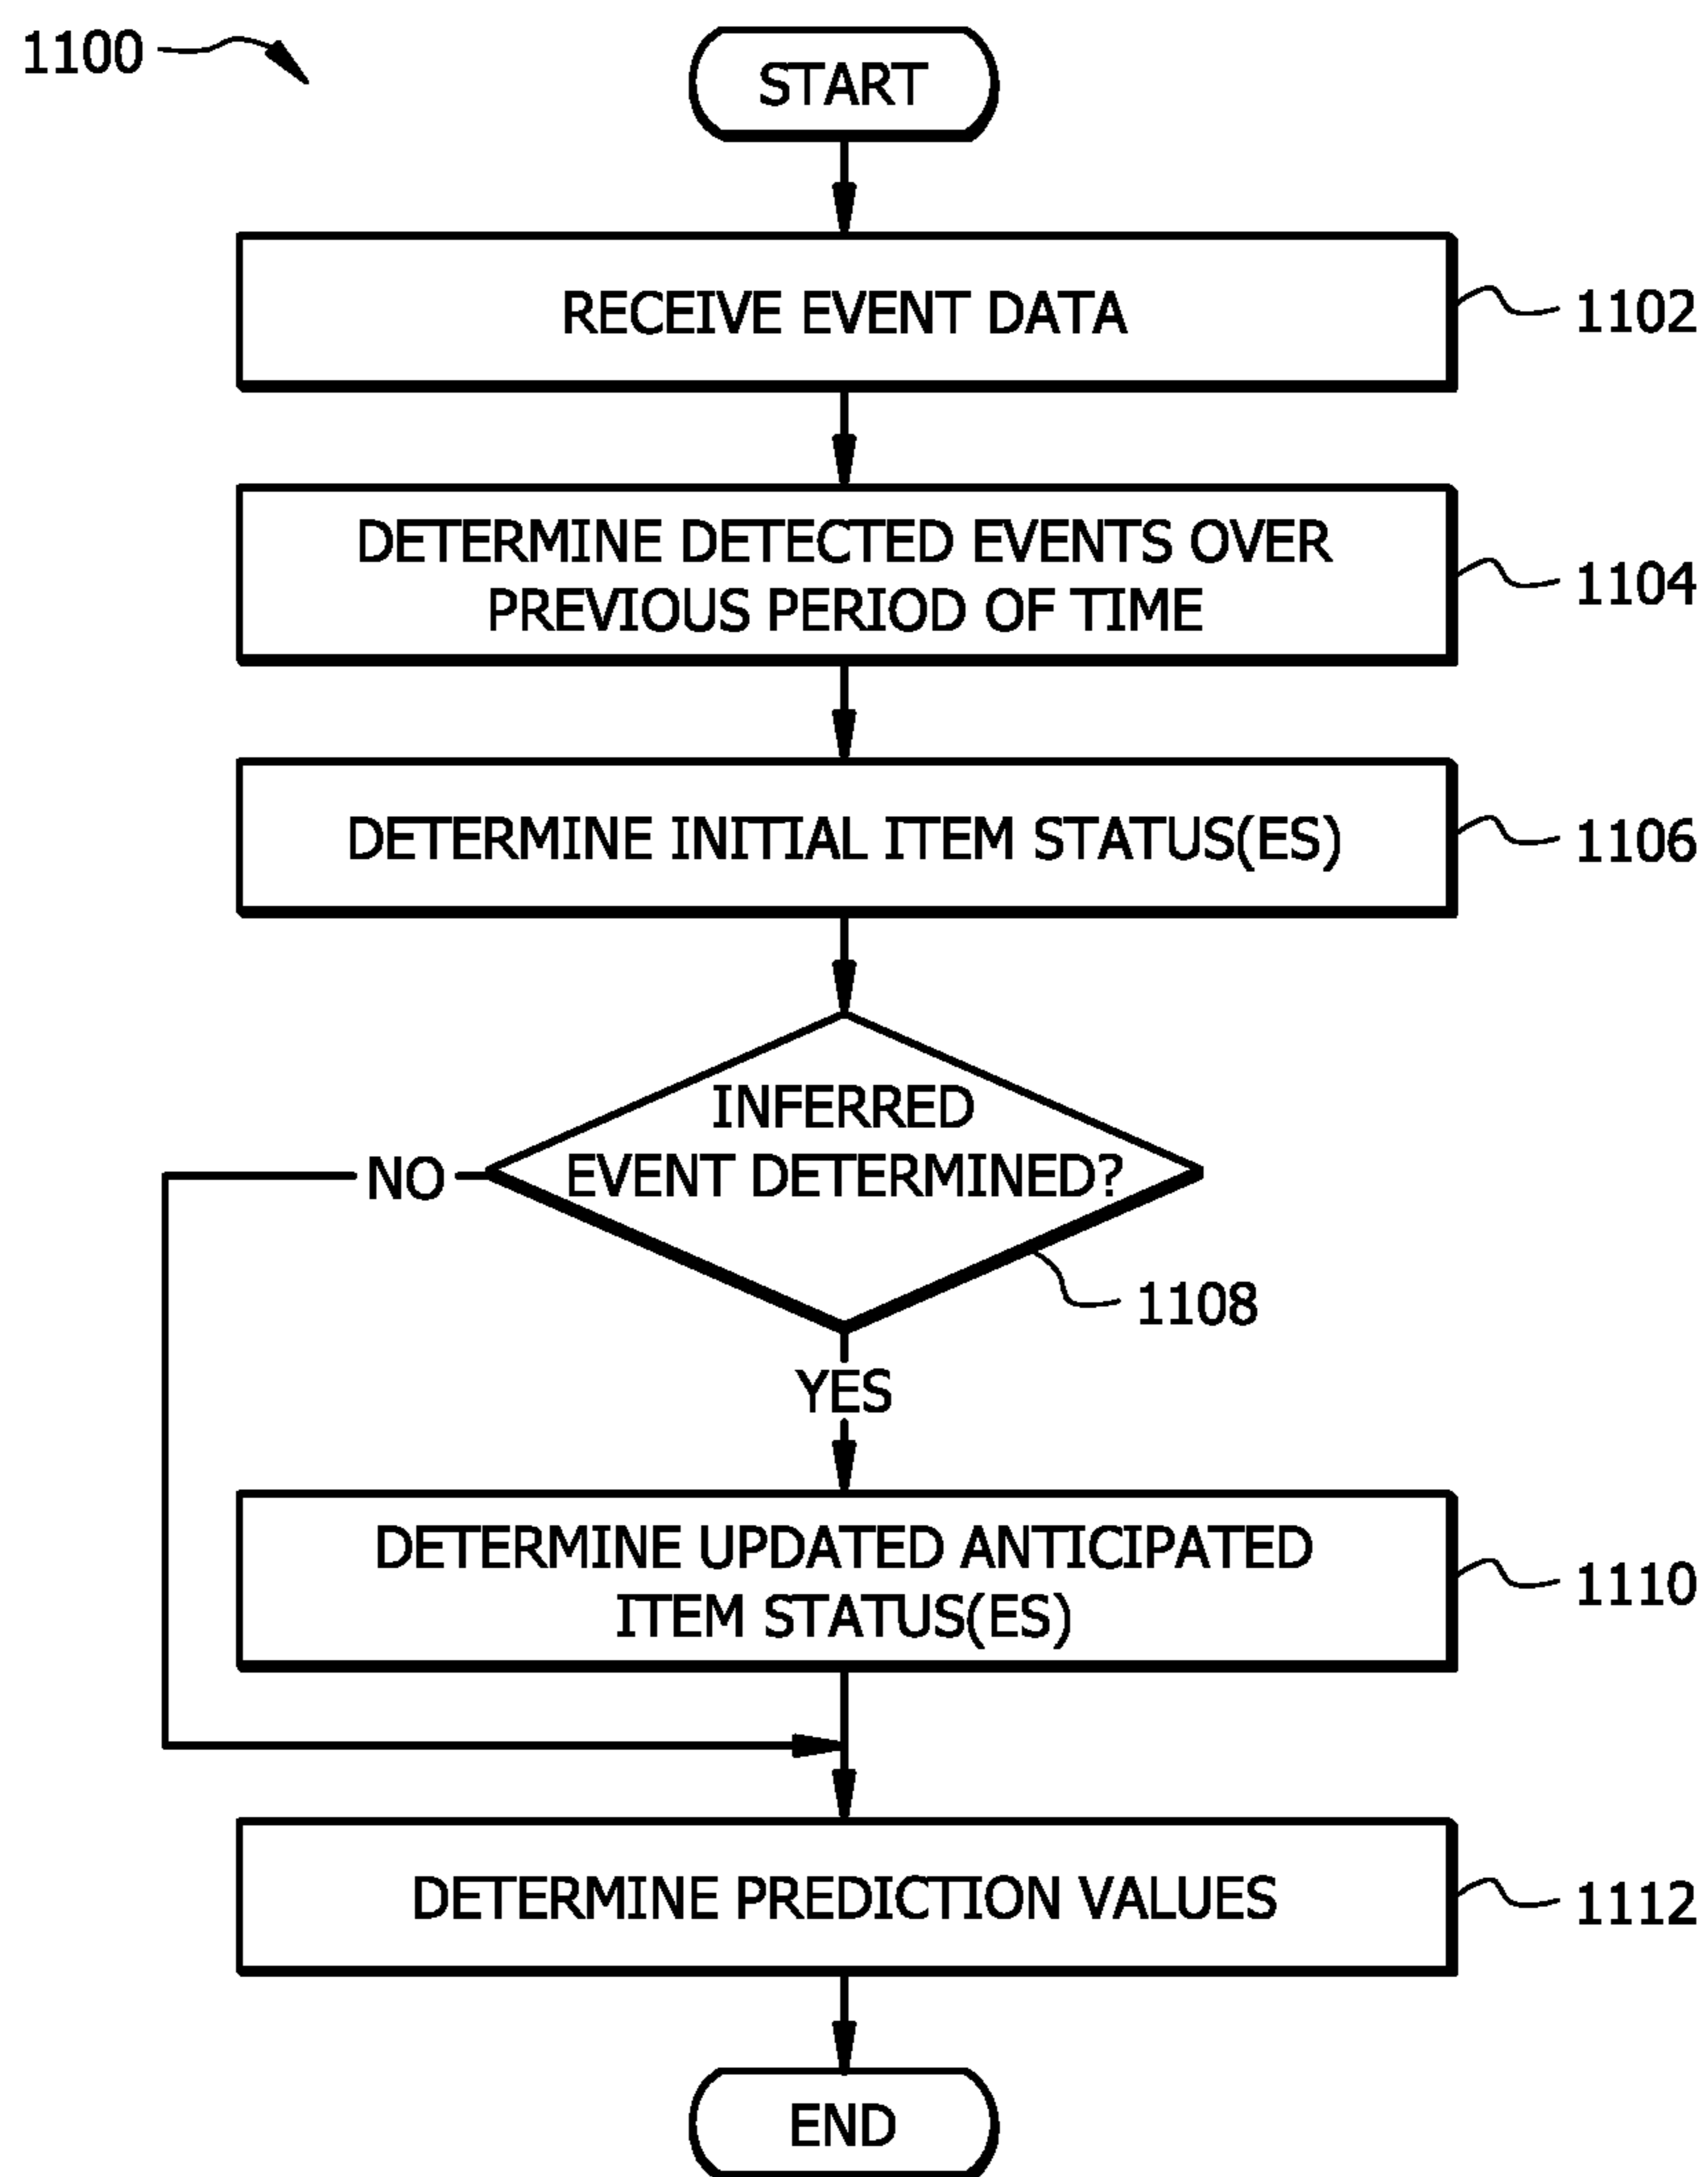 1100
START
RECEIVE EVENT DATA
1102
DETERMINE DETECTED EVENTS OVER
PREVIOUS PERIOD OF TIME
1104
DETERMINE INITIAL ITEM STATUS(ES)
1106
INFERRED
EVENT DETERMINED?
NO
1108
YES
DETERMINE UPDATED ANTICIPATED
ITEM STATUS(ES)
1110
DETERMINE PREDICTION VALUES
1112
END